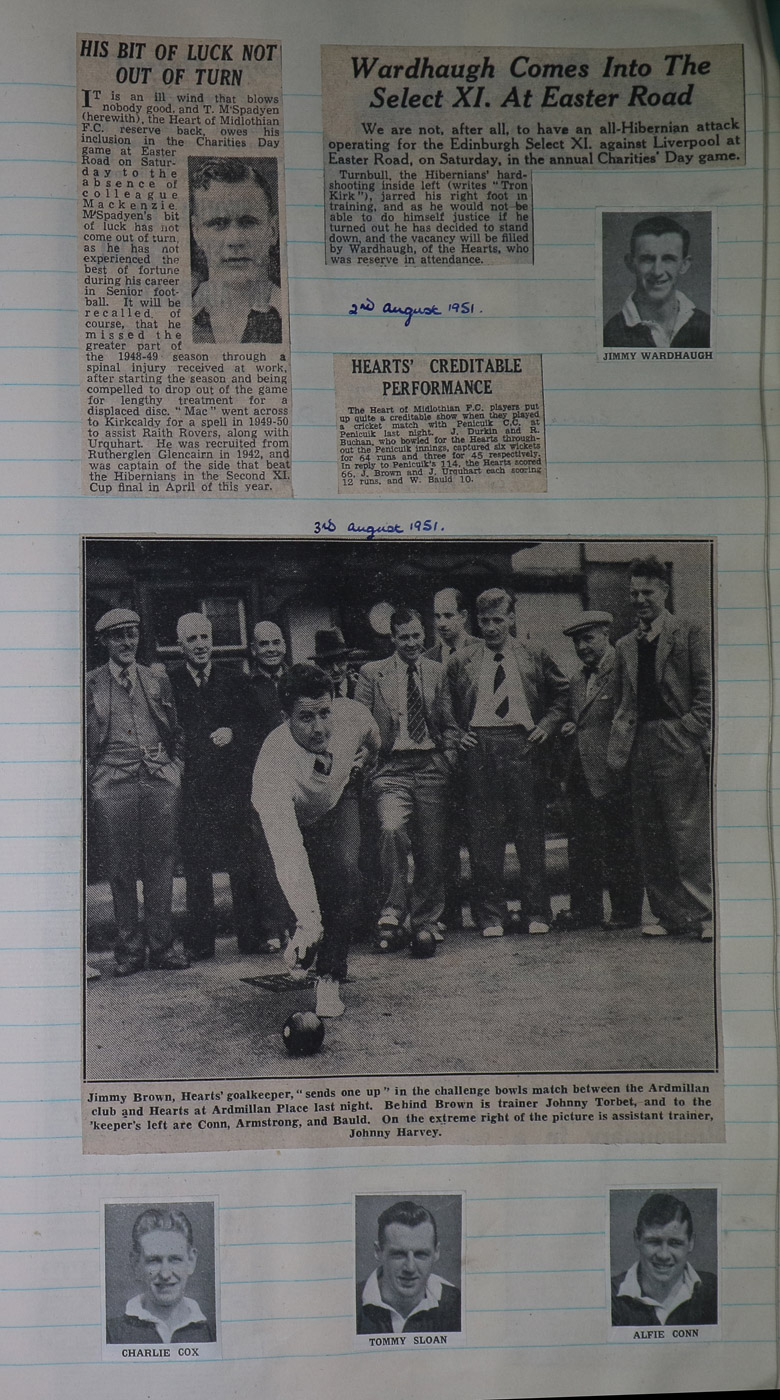 HIS BIT OF LUCK NOT
OUT OF TURN
IT is an ill wind that blows
nobody good, and T. M'Spadyen
(herewith), the Heart of Midlothian
F.C. reserve back, owes his
inclusion in the Charities Day
game at Easter
Road on Satur-
day to the
absence of
colleague
Mackenzie.
M'Spadyen's bit
of luck has not
come out of turn,
as he has not
experienced the
best of fortune
during his career
in Senior foot-
ball. It will be
recalled, of
course, that he
missed the
greater part of
the 1948-49 season through a
spinal injury received at work,
after starting the season and being
compelled to drop out of the game
for lengthy treatment for a
displaced disc. "Mac" went across
to Kirkcaldy for a spell in 1949-50
to assist Raith Rovers, along with
Urquhart. He was recruited from
Rutherglen Glencairn in 1942, and
was captain of the side that beat
the Hibernians in the Second XI.
Cup final in April of this year.
Wardhaugh Comes Into The
Select XI. At Easter Road
We are not, after all, to have an all-Hibernian attack
operating for the Edinburgh Select XI. against Liverpool at
Easter Road, on Saturday, in the annual Charities' Day game.
Turnbull, the Hibernians' hard-
shooting inside left (writes "Tron
Kirk"), jarred his right foot in
training, and as he would not be
able to do himself justice if he
turned out he has decided to stand
down, and the vacancy will be filled
by Wardhaugh, of the Hearts, who
was reserve in attendance.
JIMMY WARDHAUGH
2nd August 1951.
HEARTS' CREDITABLE
PERFORMANCE
The Heart of Midlothian F.C. players put
up quite a creditable show when they played
a cricket match with Penicuik C.C. at
Penicuik last night. J. Durkin and R.
Buchan, who bowled for the Hearts through-
out the Penicuik innings, captured six wickets
for 64 runs and three for 45 respectively.
In reply to Penicuik's 114, the Hearts scored
66, J. Brown and J. Urquhart each scoring
12 runs, and W. Bauld 10.
3rd August 1951.
Jimmy Brown, Hearts' goalkeeper, "sends one up" in the challenge bowls match between the Ardmillan
club and Hearts at Ardmillan Place last night. Behind Brown is trainer Johnny Torbet, and to the
'keeper's left are Conn, Armstrong, and Bauld. On the extreme right of the picture is assistant trainer,
Johnny Harvey.
CHARLIE COX
TOMMY SLOAN
ALFIE CONN